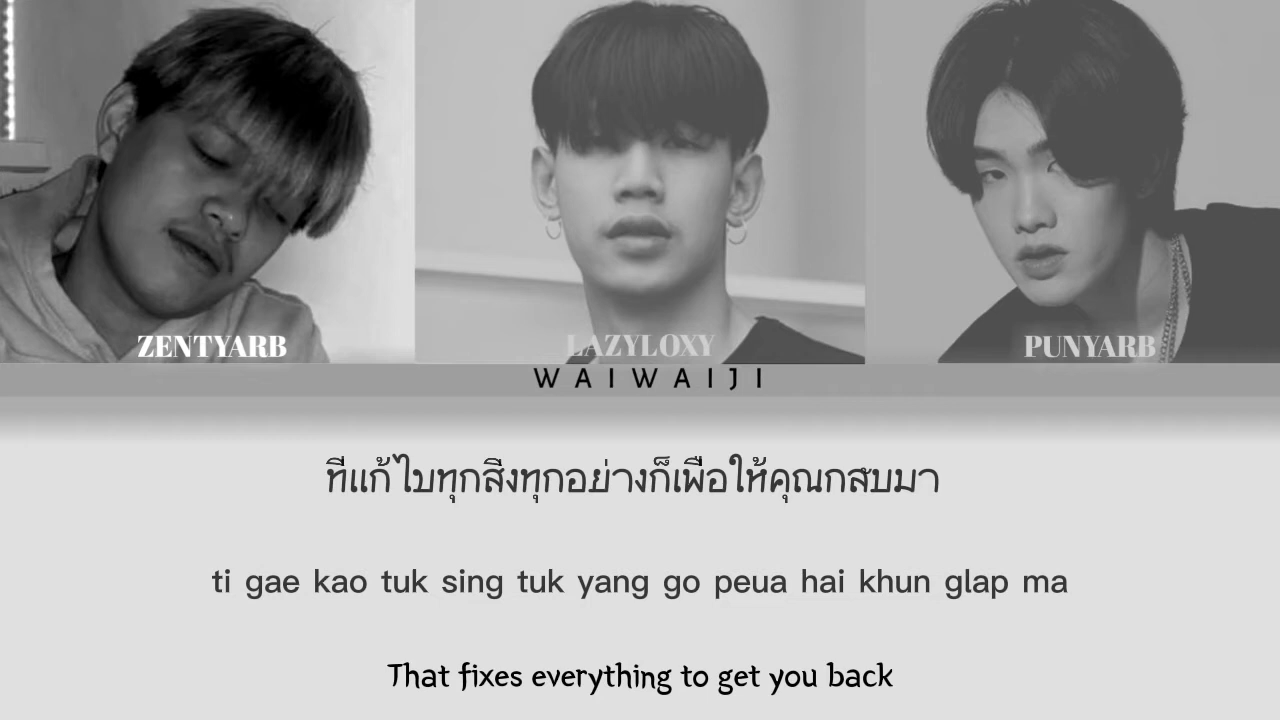 ZENTYARB
LAZYLOXY
PUNYARB
WAIWAIJI
ทีแก้ไบทุกสีงทุกอย่างก็เพือให้คุณกสบมา
ti gae kao tuk sing tuk yang go peua hai khun glap ma
That fixes everything to get you back